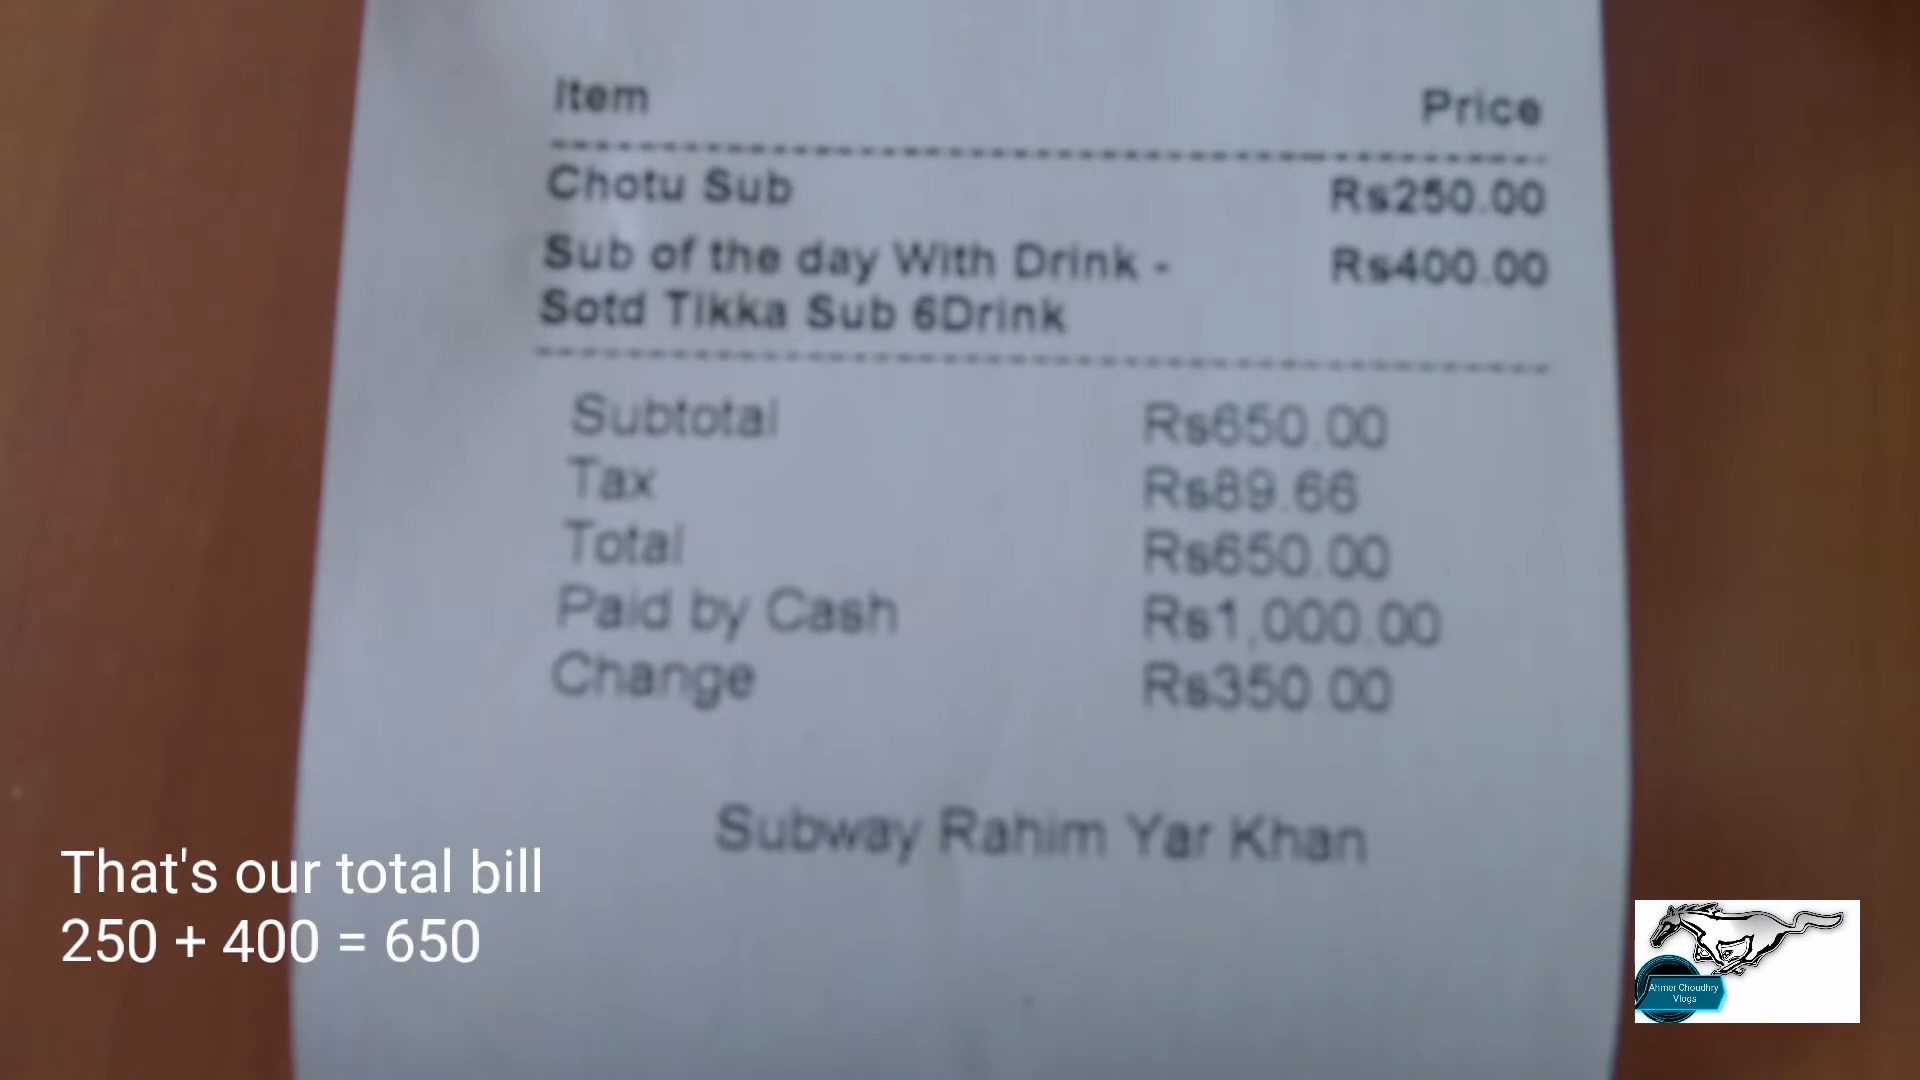 Item Price
Chotu Sub Rs250.00
Sub of the day With Drink - Rs400.00
Sotd Tikka Sub 6Drink
Subtotal Rs650.00
Tax Rs89.66
Total Rs650.00
Paid by Cash Rs1,000.00
Change Rs350.00
Subway Rahim Yar Khan
That's our total bill
250 + 400 = 650
Ahmer Choudhry
Vlogs